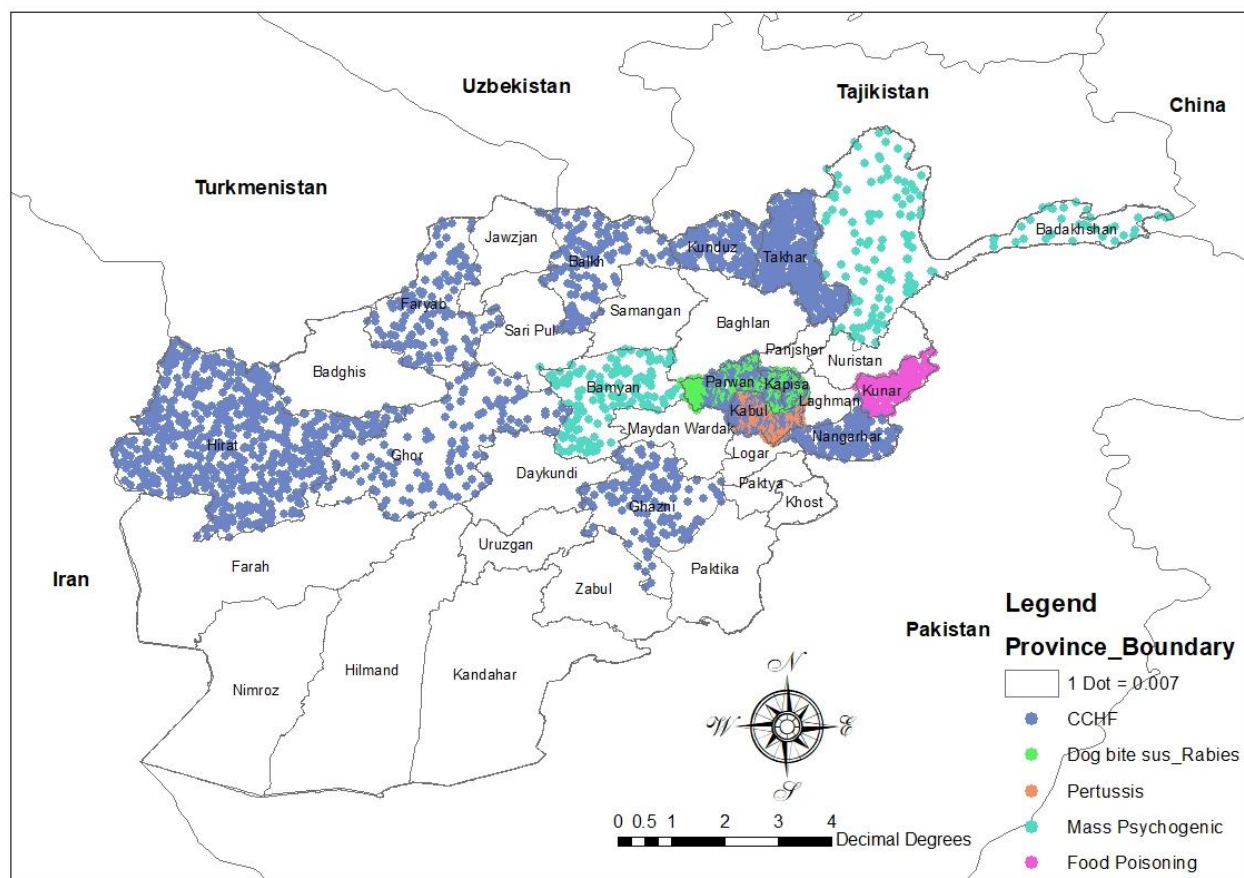 Uzbekistan
Tajikistan
China
Turkmenistan
Jawzjan
Balkh
Kunduz
Takhar
Badakhshan
Faryab
Sari Pul
Samangan
Baghlan
Badghis
Panjsher
Nuristan
Bamyan
Parwan
Kapisa
Laghman
Kunar
Kabul
Hirat
Ghor
Maydan Wardak
Nangarhar
Logar
Daykundi
Paktya
Khost
Ghazni
Uruzgan
Iran
Farah
Zabul
Paktika
Pakistan
Nimroz
Hilmand
Kandahar
N
W
E
S
0 0.5 1 2 3 4
Decimal Degrees
Legend
Province_Boundary
1 Dot = 0.007
CCHF
Dog bite sus_Rabies
Pertussis
Mass Psychogenic
Food Poisoning